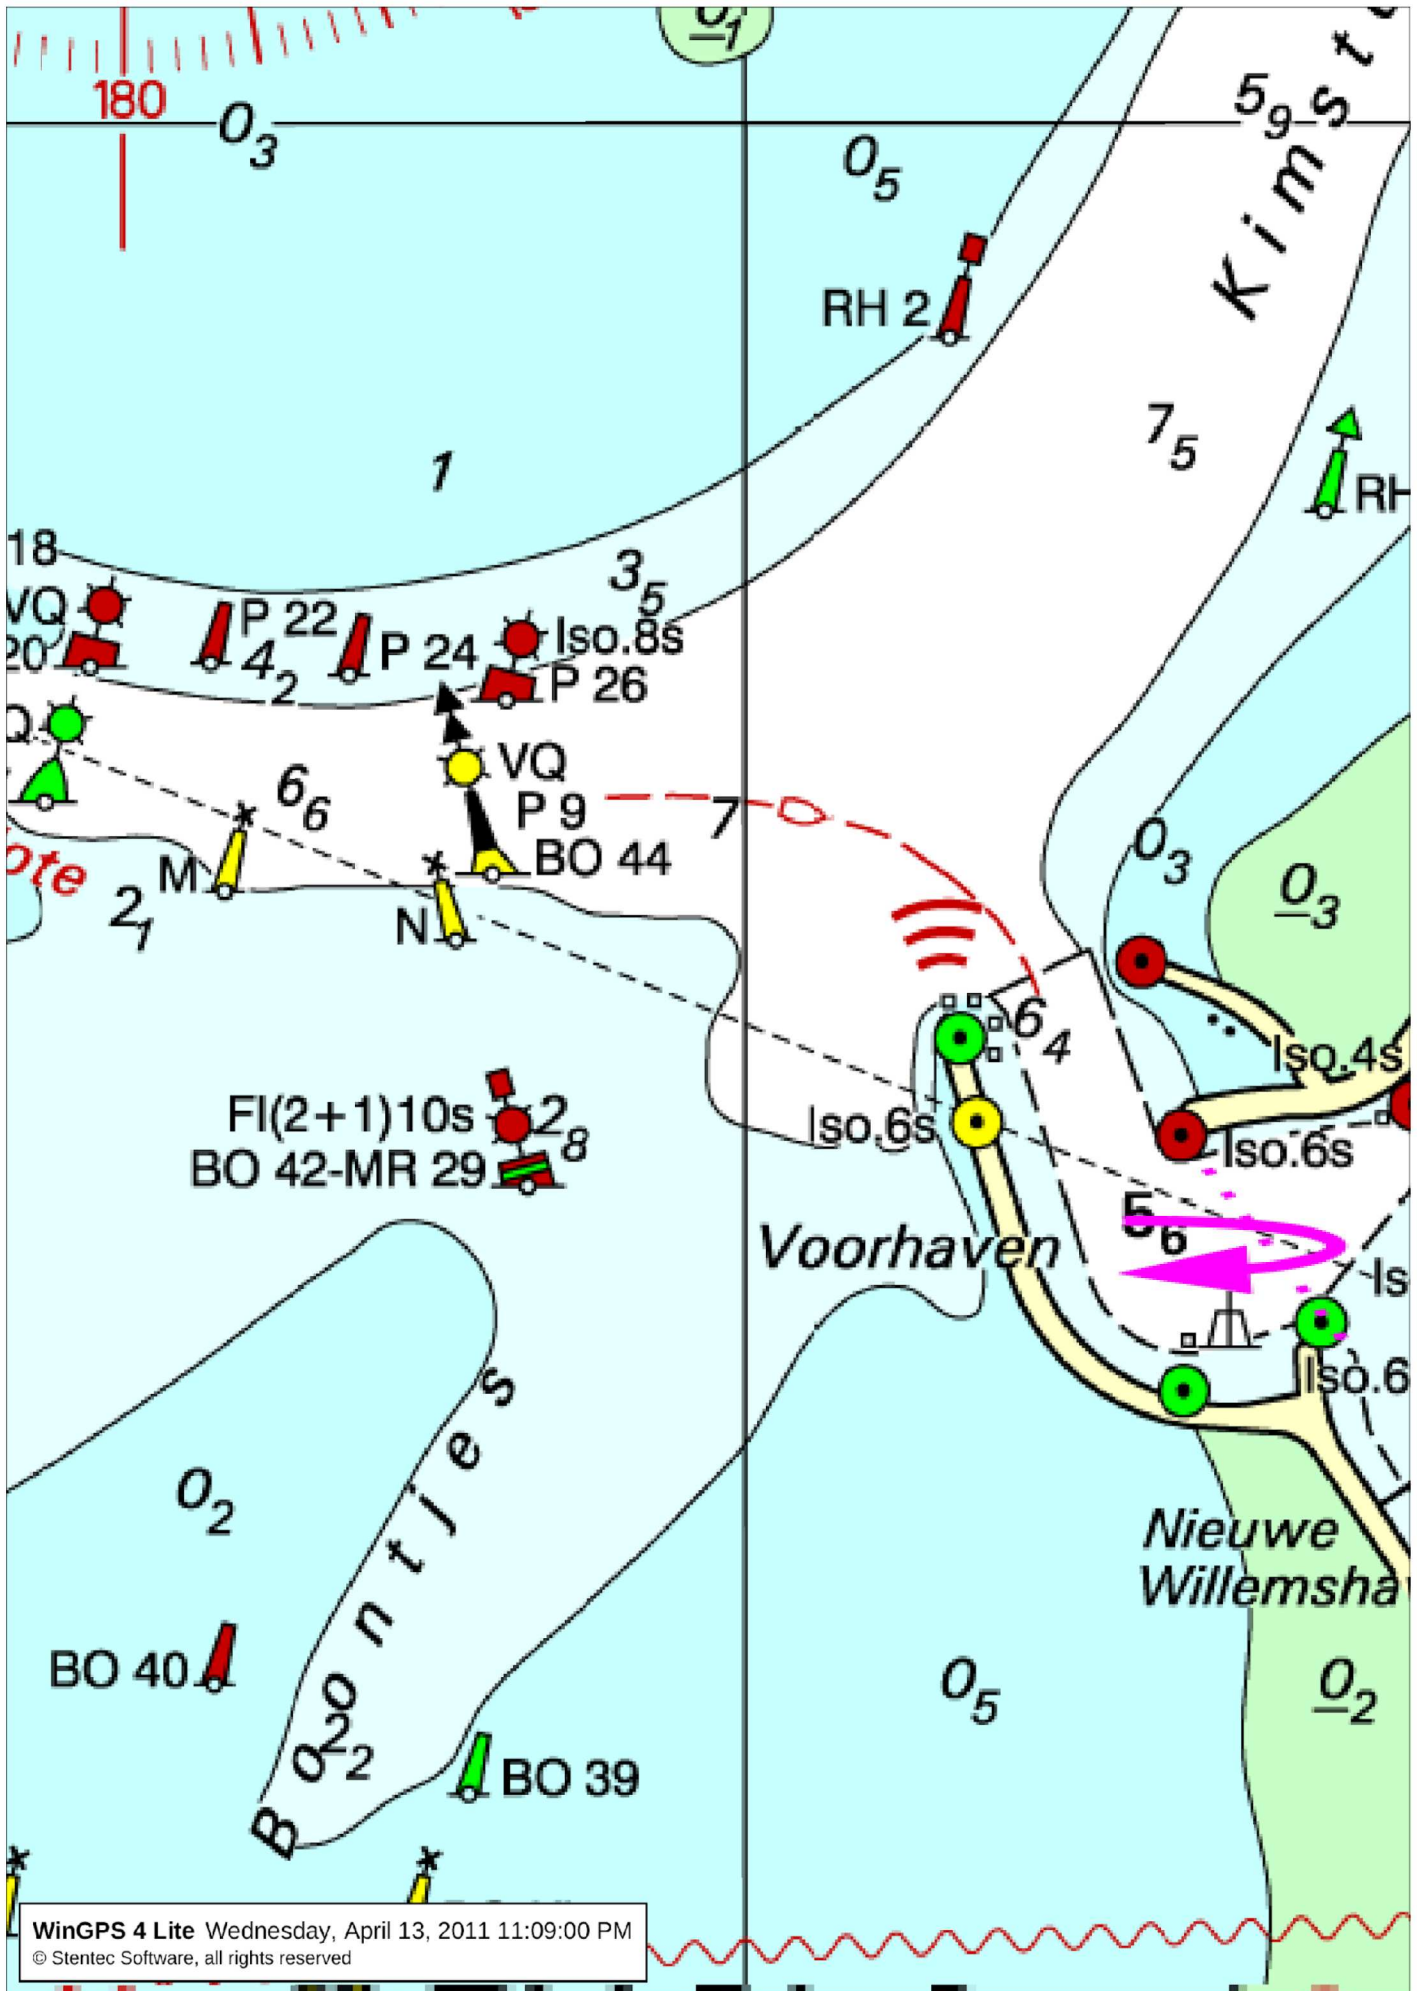 0₁
180
0₃
5₉
Kimst
0₅
RH 2
7₅
1
RH
18
3₅
VQ
P 22
Iso.8s
20
4₂
P 24
P 26
Q
VQ
6₆
P 9
7
BO 44
0₃
ote
M
0₃
2₁
N
6₄
Iso.4s
Fl(2+1)10s
2₈
Iso.6s
Iso.6s
BO 42-MR 29
5₆
Voorhaven
Is
Iso.6
0₂
Nieuwe
Willemsha
BO 40
0₅
0₂
Boontjes
2₂
BO 39
WinGPS 4 Lite Wednesday, April 13, 2011 11:09:00 PM
© Stentec Software, all rights reserved